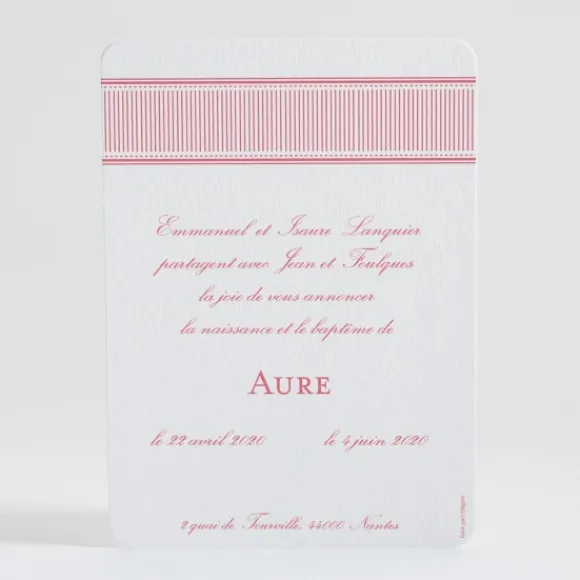 Emmanuel et Isaure Lanquier
partagent avec Jean et Foulques
la joie de vous annoncer
la naissance et le baptême de
AURE
le 22 avril 2020 le 4 juin 2020
2 quai de Tourville, 44000 Nantes